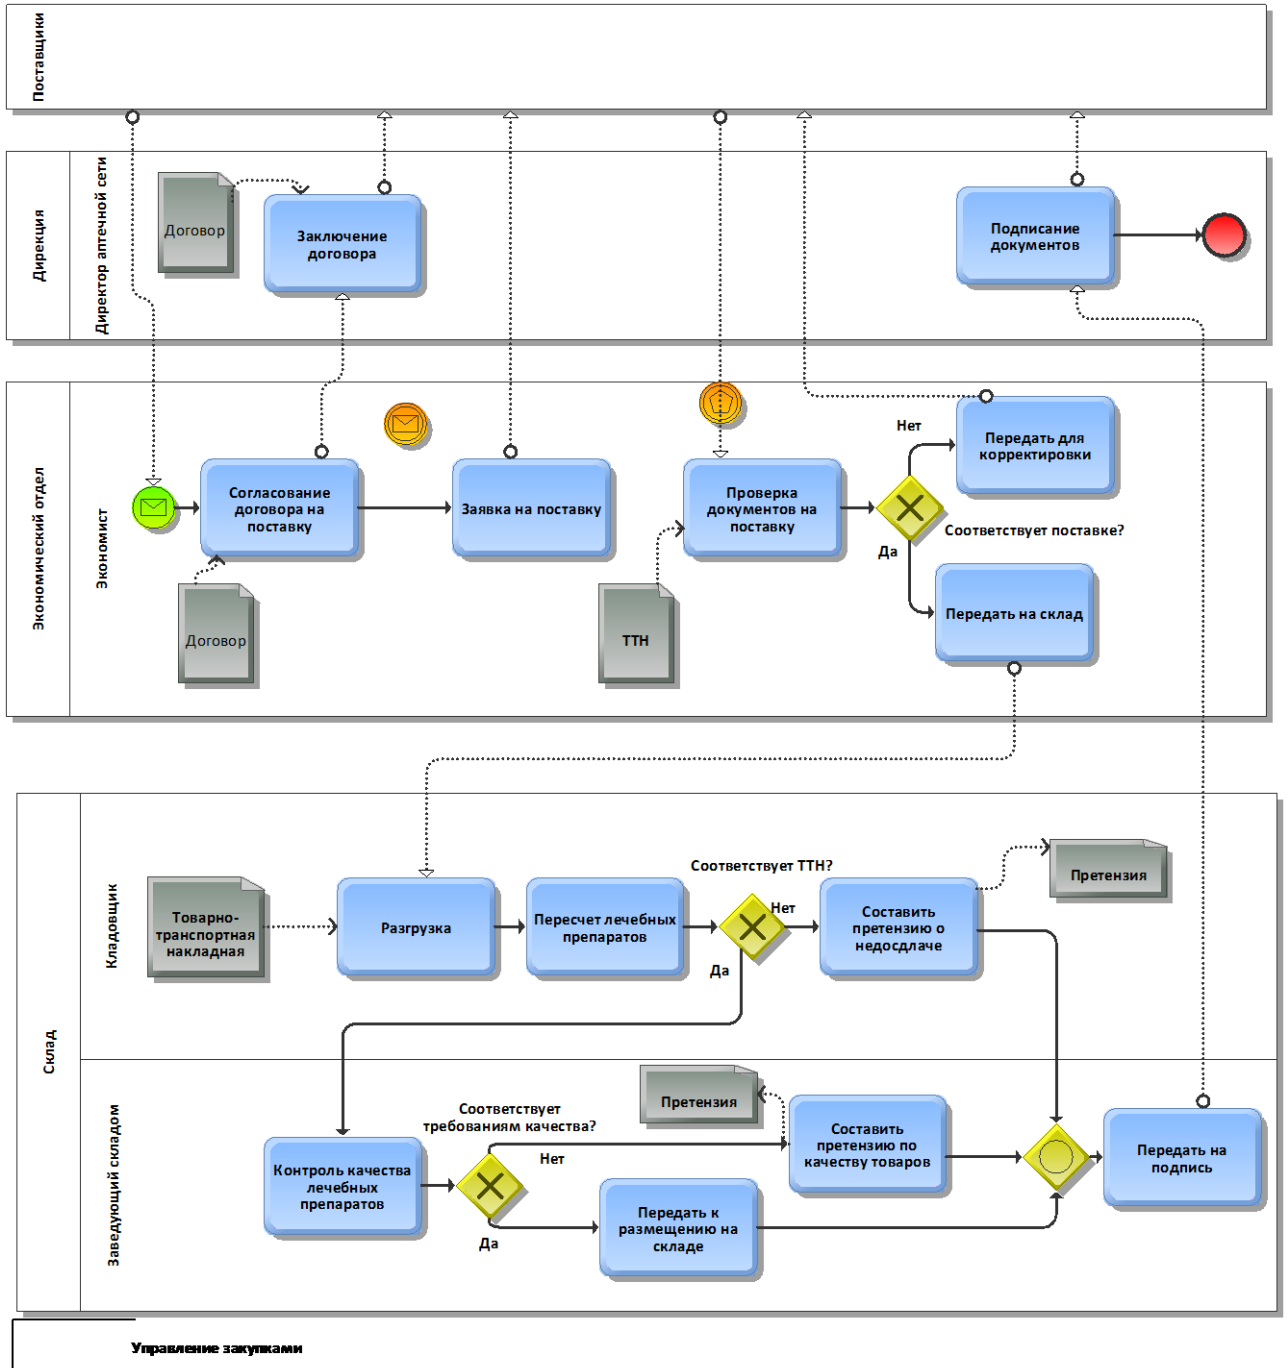 Поставщики
Дирекция
Директор аптечной сети
Договор
Заключение
договора
Подписание
документов
Экономический отдел
Экономист
Согласование
договора на
поставку
Договор
Заявка на поставку
Проверка
документов на
поставку
ТТН
Нет
Передать для
корректировки
Соответствует поставке?
Да
Передать на склад
Склад
Кладовщик
Товарно-
транспортная
накладная
Разгрузка
Пересчет лечебных
препаратов
Соответствует ТТН?
Нет
Да
Составить
претензию о
недосдлаче
Претензия
Заведующий складом
Контроль качества
лечебных
препаратов
Соответствует
требованиям качества?
Нет
Да
Претензия
Составить
претензию по
качеству товаров
Передать к
размещению на
складе
Передать на
подпись
Управление закупками